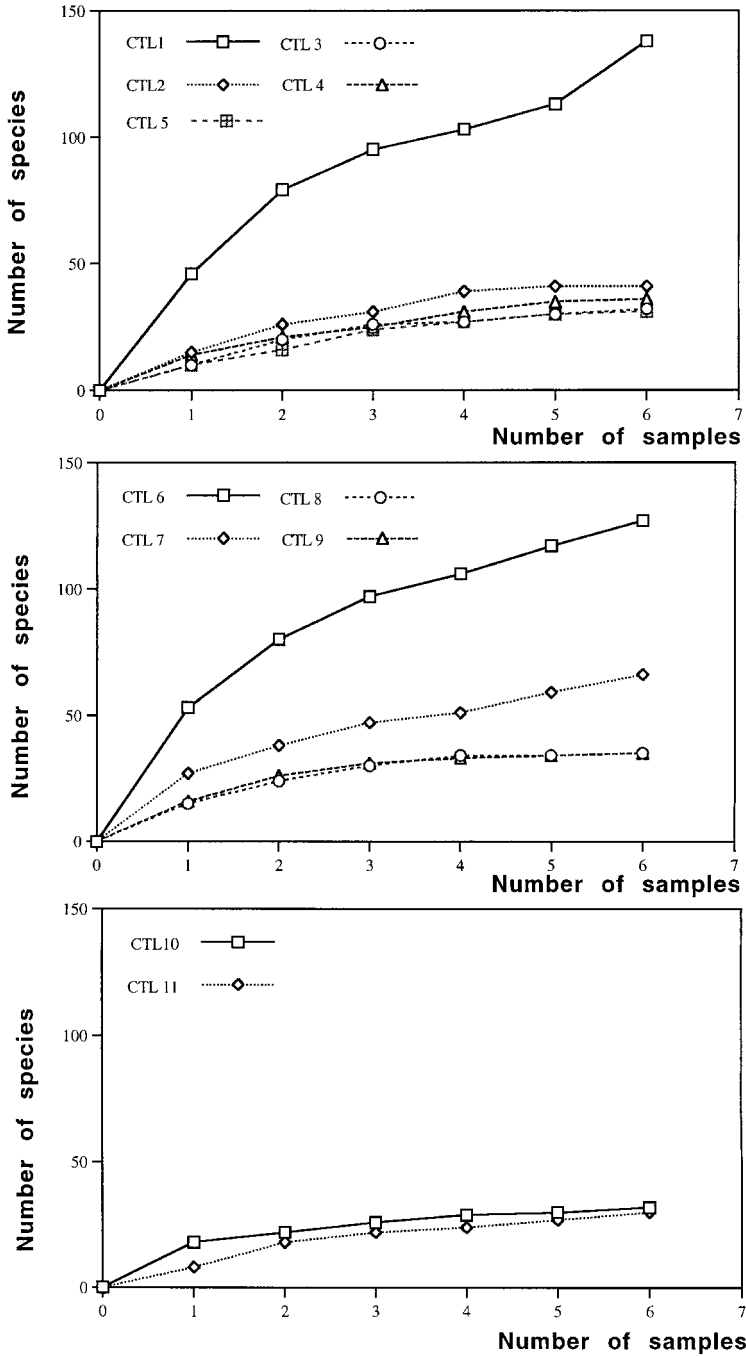 150
CTL1
CTL 3
CTL2
CTL 4
CTL 5
100
50
0
0 1 2 3 4 5 6 7
Number of species
Number of samples
150
CTL 6
CTL 8
CTL 7
CTL 9
100
50
0
0 1 2 3 4 5 6 7
Number of species
Number of samples
150
CTL10
CTL 11
100
50
0
0 1 2 3 4 5 6 7
Number of species
Number of samples